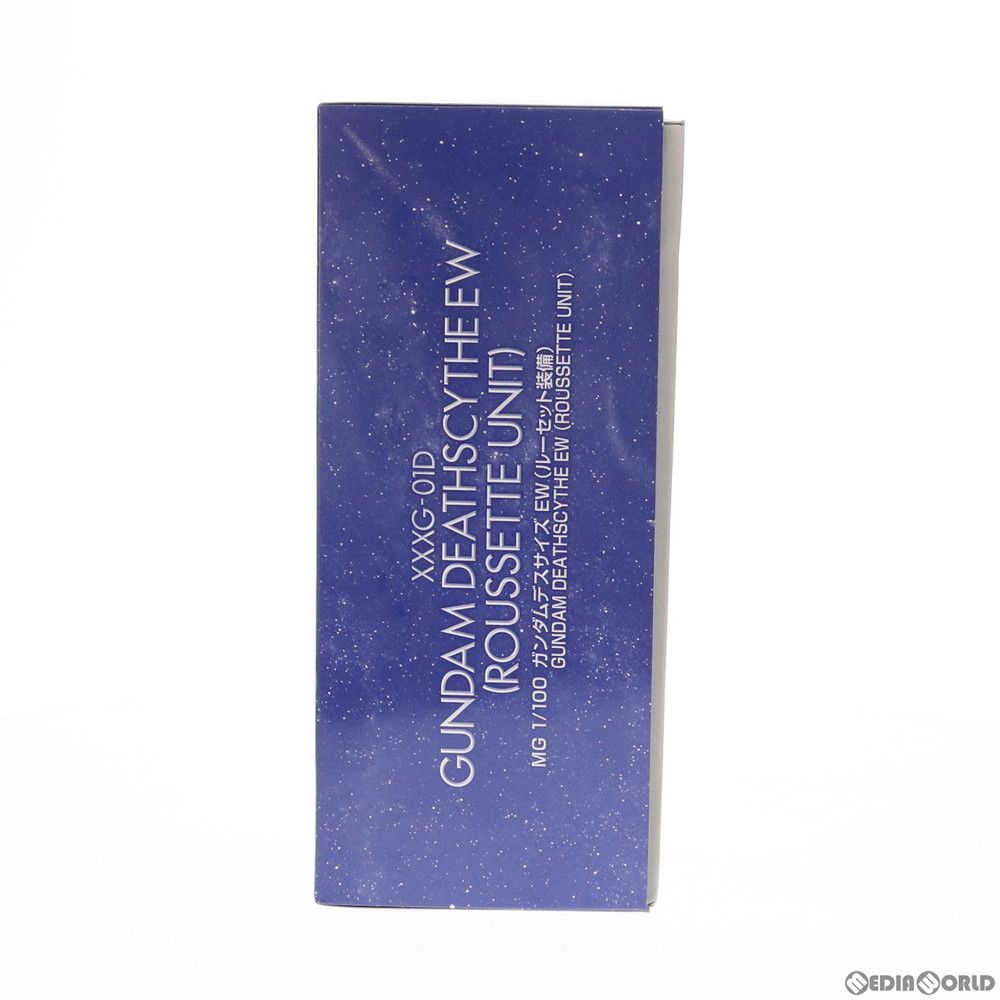 XXXG-01D
GUNDAM DEATHSCYTHE EW
(ROUSSETTE UNIT)
MG 1/100 ガンダムデスサイズ EW(ルーセット装備)
GUNDAM DEATHSCYTHE EW (ROUSSETTE UNIT)
MEDIAWORLD